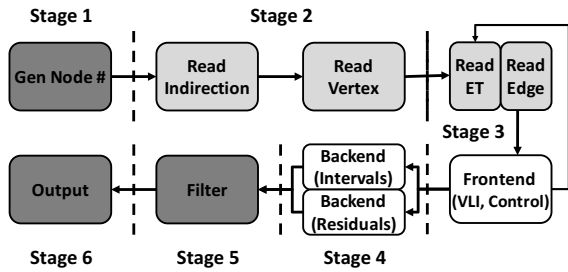 Stage 1
Stage 2
Gen Node #
Read
Indirection
Read
Vertex
Read
ET
Read
Edge
Stage 3
Output
Filter
Backend
(Intervals)
Backend
(Residuals)
Frontend
(VLI, Control)
Stage 6
Stage 5
Stage 4